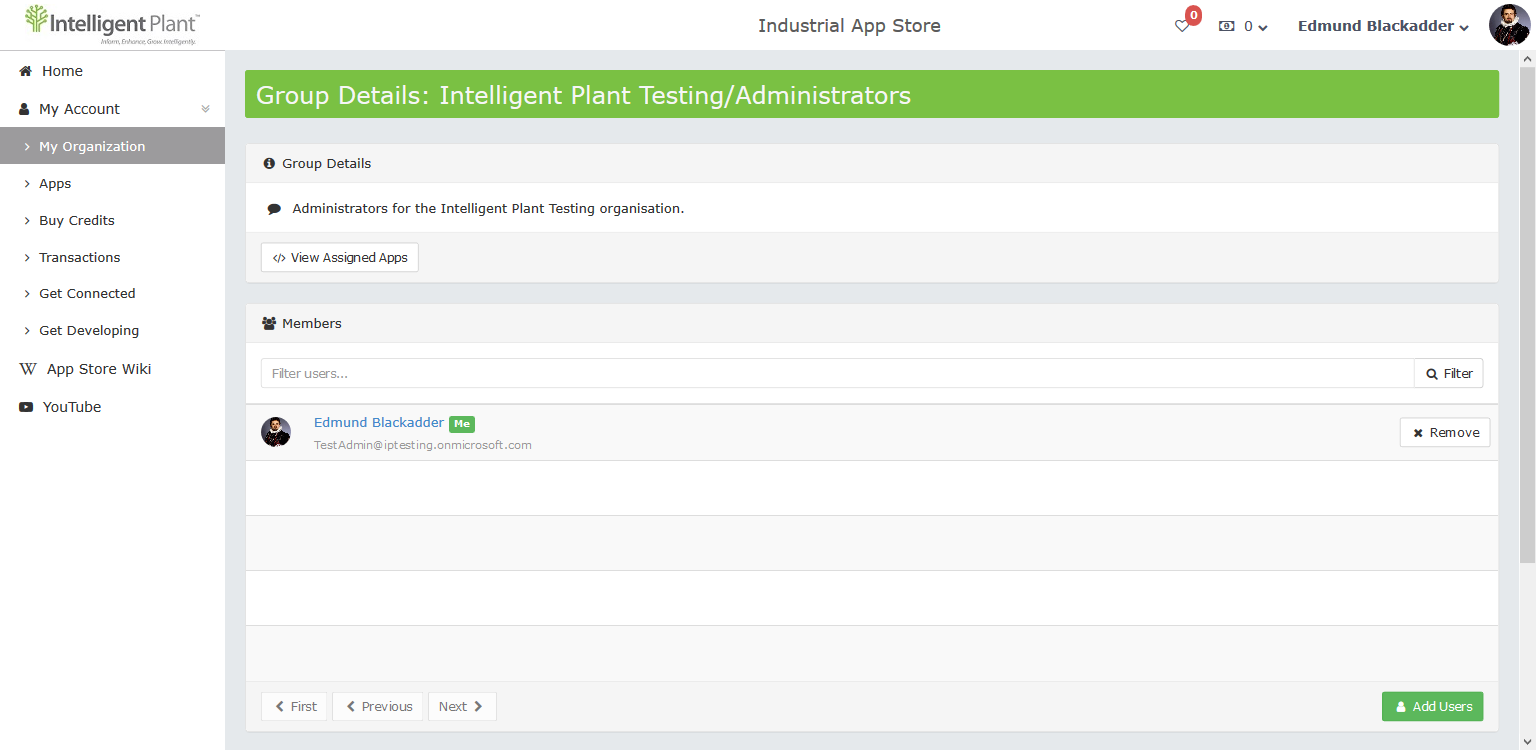 Intelligent Plant™
Inform, Enhance, Grow. Intelligently.
Industrial App Store
0
0
Edmund Blackadder
Home
My Account
My Organization
Apps
Buy Credits
Transactions
Get Connected
Get Developing
App Store Wiki
YouTube
Group Details: Intelligent Plant Testing/Administrators
Group Details
Administrators for the Intelligent Plant Testing organisation.
</> View Assigned Apps
Members
Filter users...
Filter
Edmund Blackadder Me
TestAdmin@iptesting.onmicrosoft.com
Remove
First
Previous
Next
Add Users